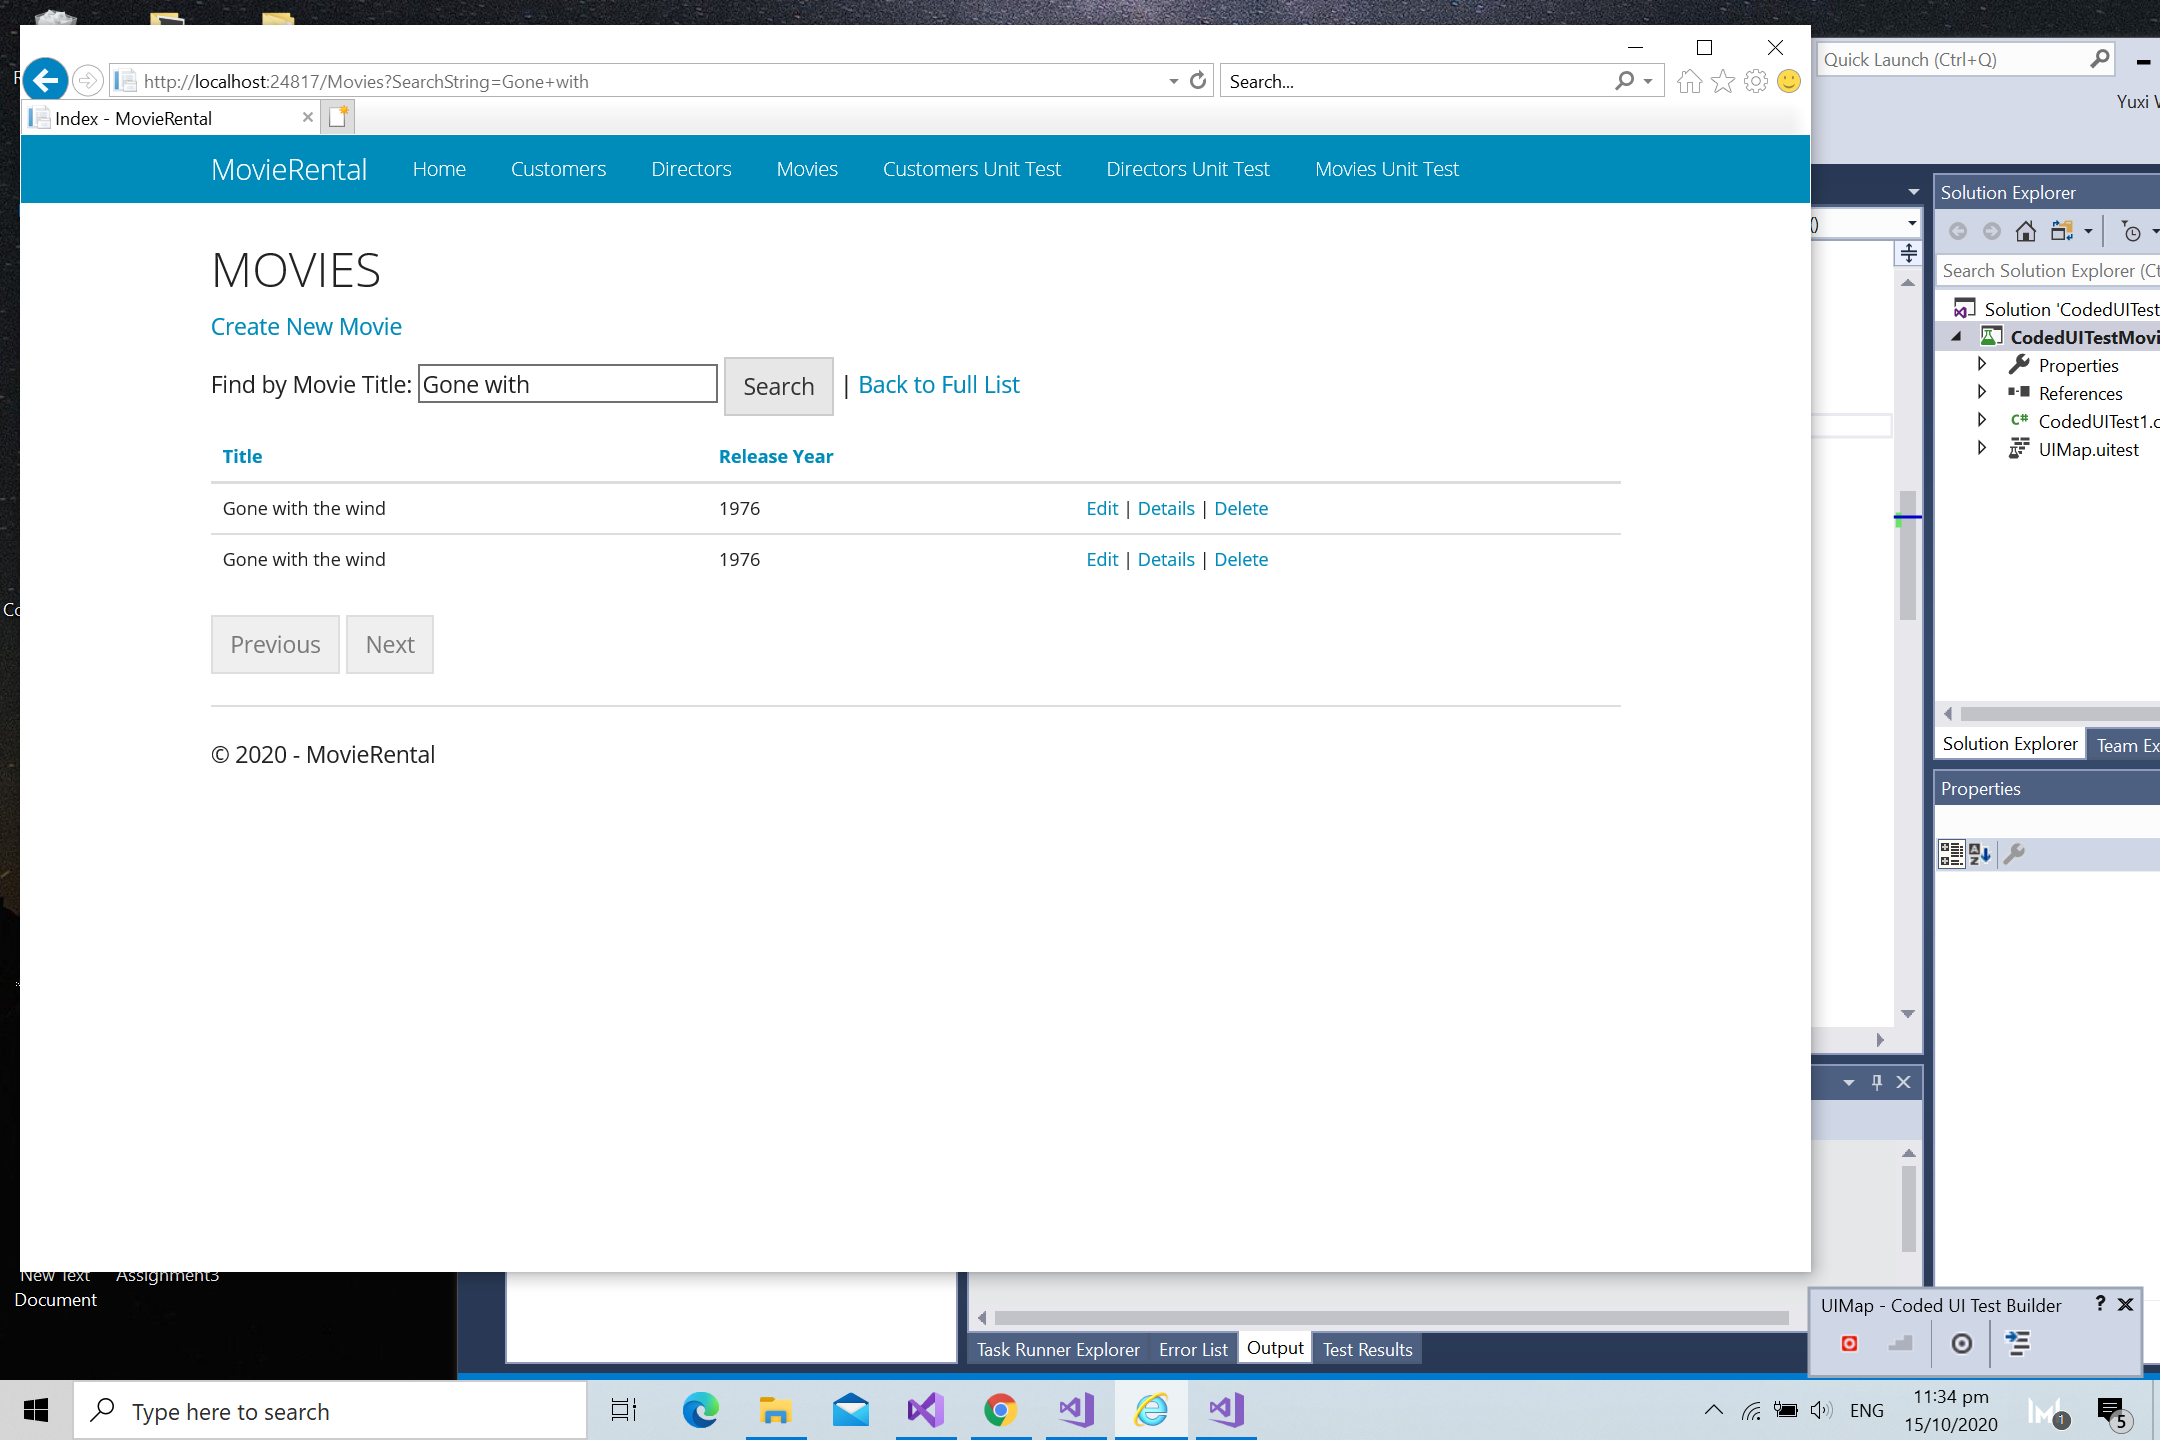 http://localhost:24817/Movies?SearchString=Gone+with
Search...
Index - MovieRental
MovieRental Home Customers Directors Movies Customers Unit Test Directors Unit Test Movies Unit Test
MOVIES
Create New Movie
Find by Movie Title: Gone with Search | Back to Full List
Title Release Year
Gone with the wind 1976 Edit | Details | Delete
Gone with the wind 1976 Edit | Details | Delete
Previous Next
© 2020 - MovieRental
Quick Launch (Ctrl+Q)
Yuxi
()
Solution Explorer
Search Solution Explorer (Ct
Solution 'CodedUITest
CodedUITestMovi
Properties
References
C# CodedUITest1.c
UIMap.uitest
Solution Explorer Team Ex
Properties
New Text
Document
Assignment3
UIMap - Coded UI Test Builder ? X
Task Runner Explorer Error List Output Test Results
Type here to search
ENG
11:34 pm
15/10/2020
1
5